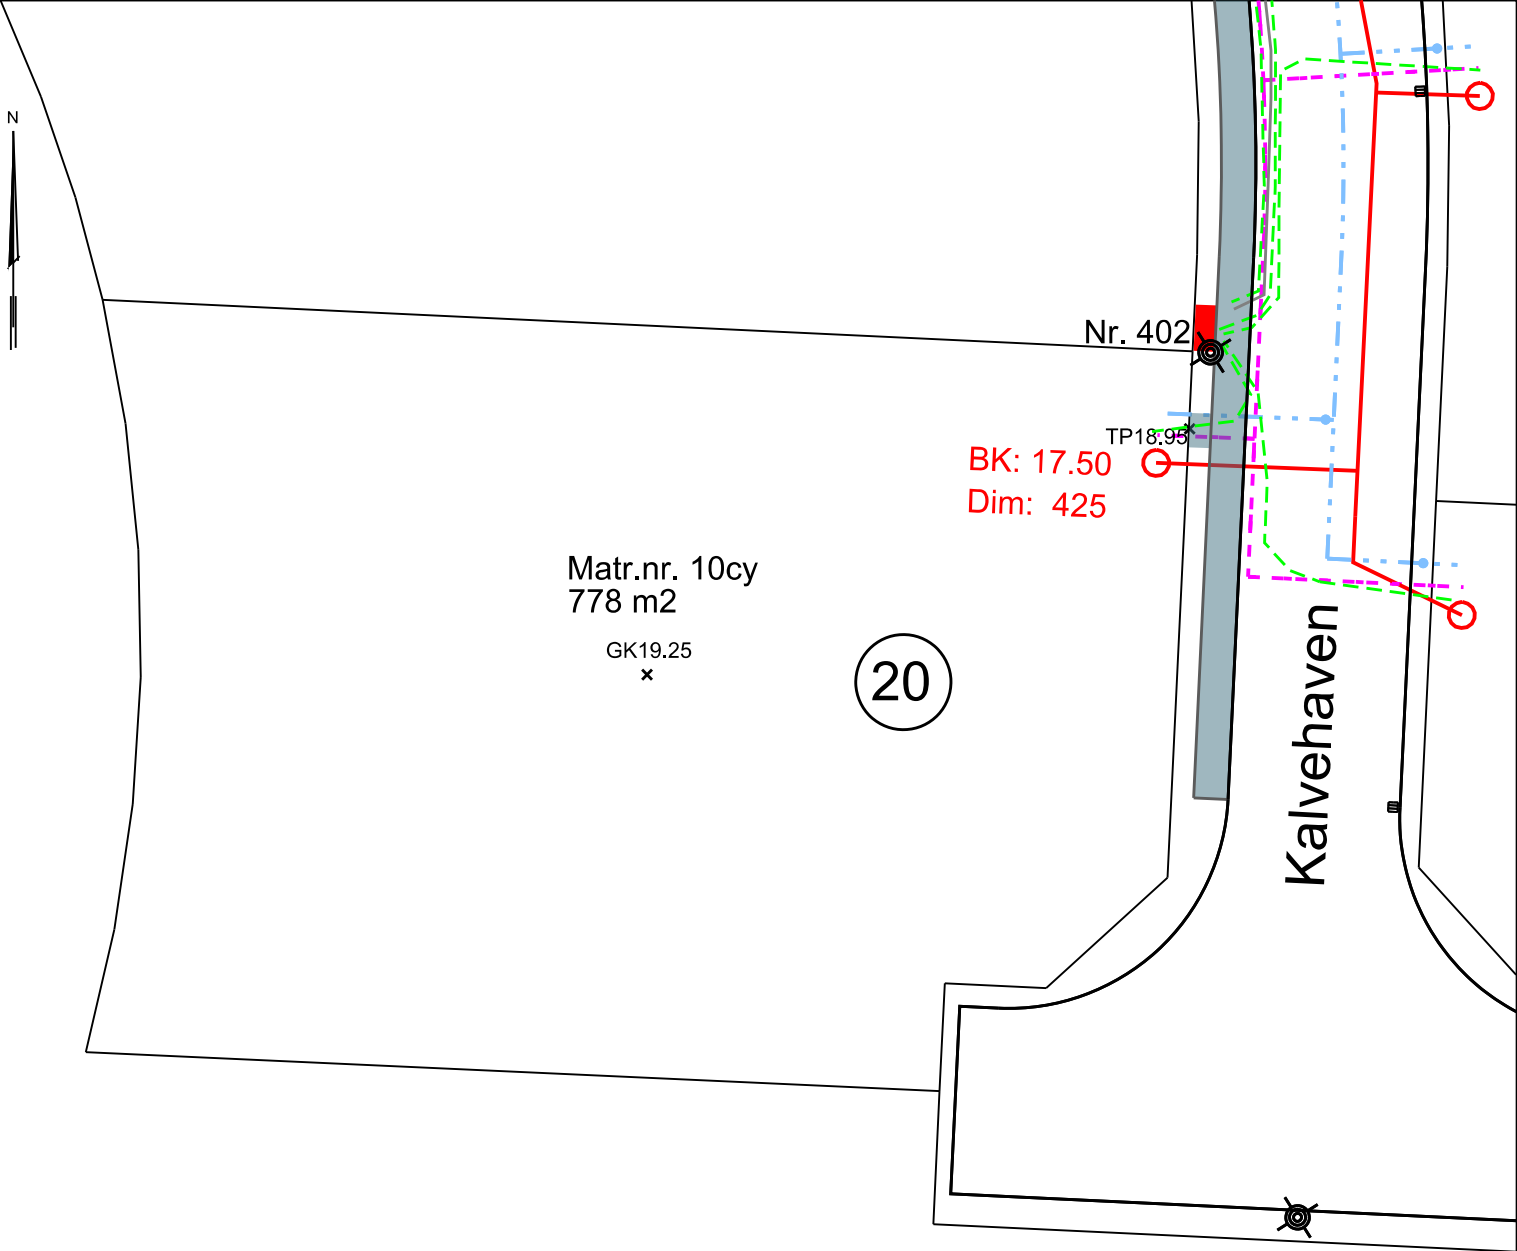 N
Nr. 402
TP18.95
BK: 17.50
Dim: 425
Matr.nr. 10cy
778 m2
GK19.25
20
Kalvehaven